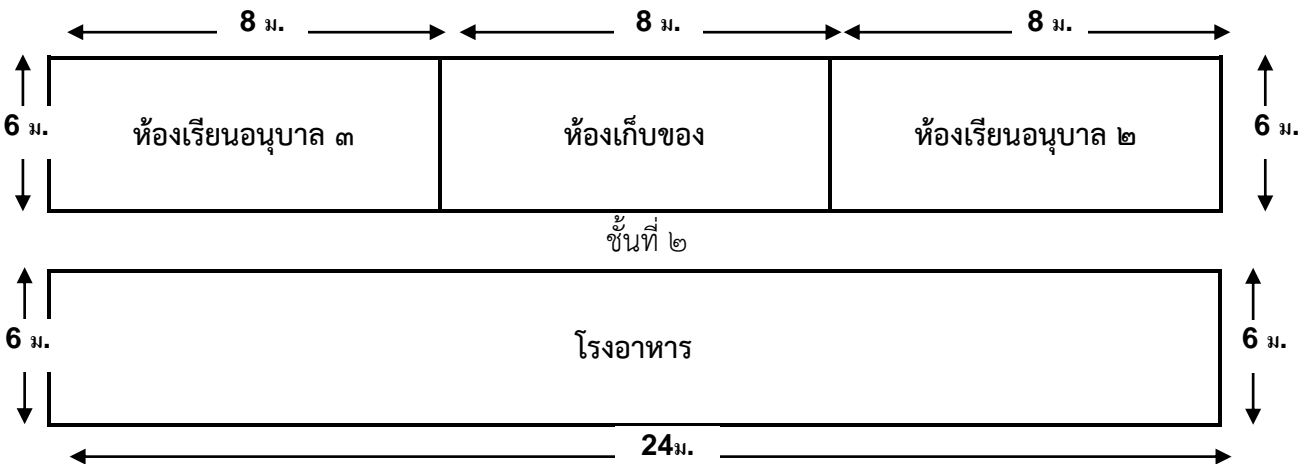 8 ม. 8 ม. 8 ม.
6 ม. ห้องเรียนอนุบาล ๓ ห้องเก็บของ ห้องเรียนอนุบาล ๒ 6 ม.
ชั้นที่ ๒
6 ม. โรงอาหาร 6 ม.
24ม.